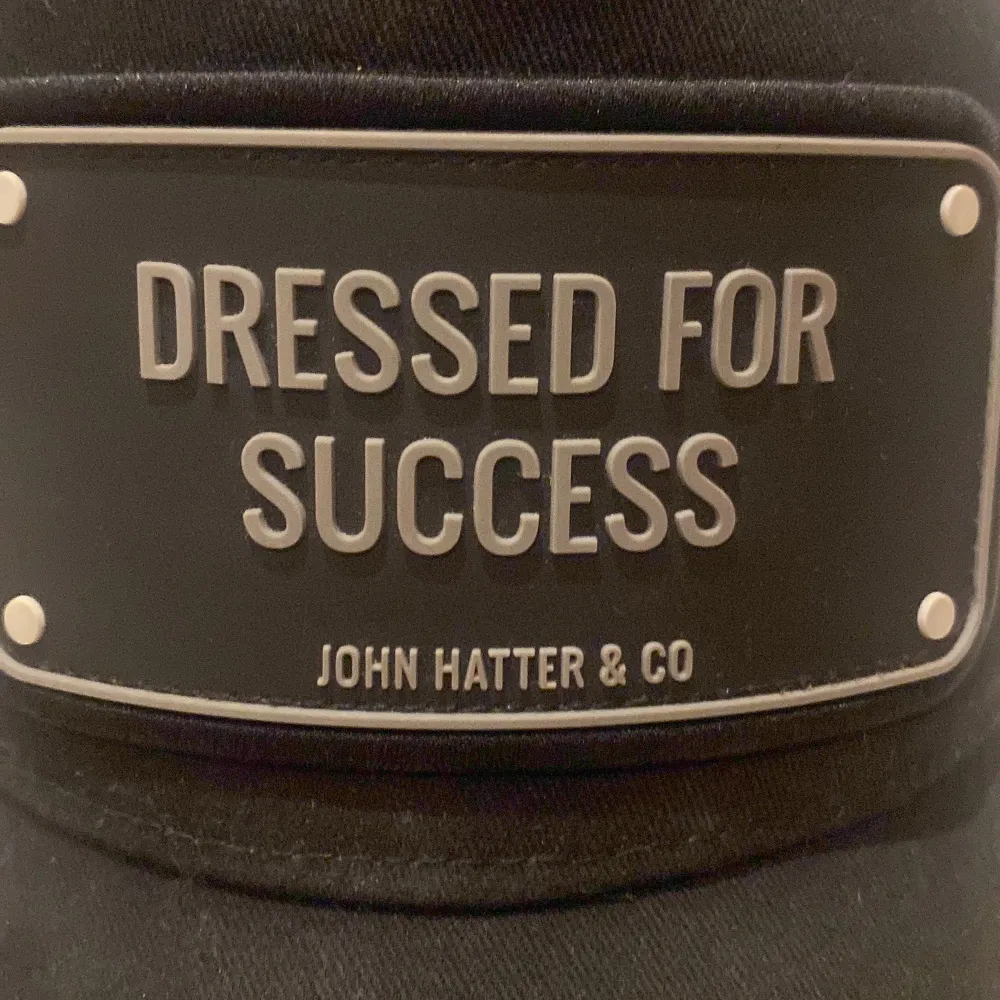 DRESSED FOR
SUCCESS
JOHN HATTER & CO